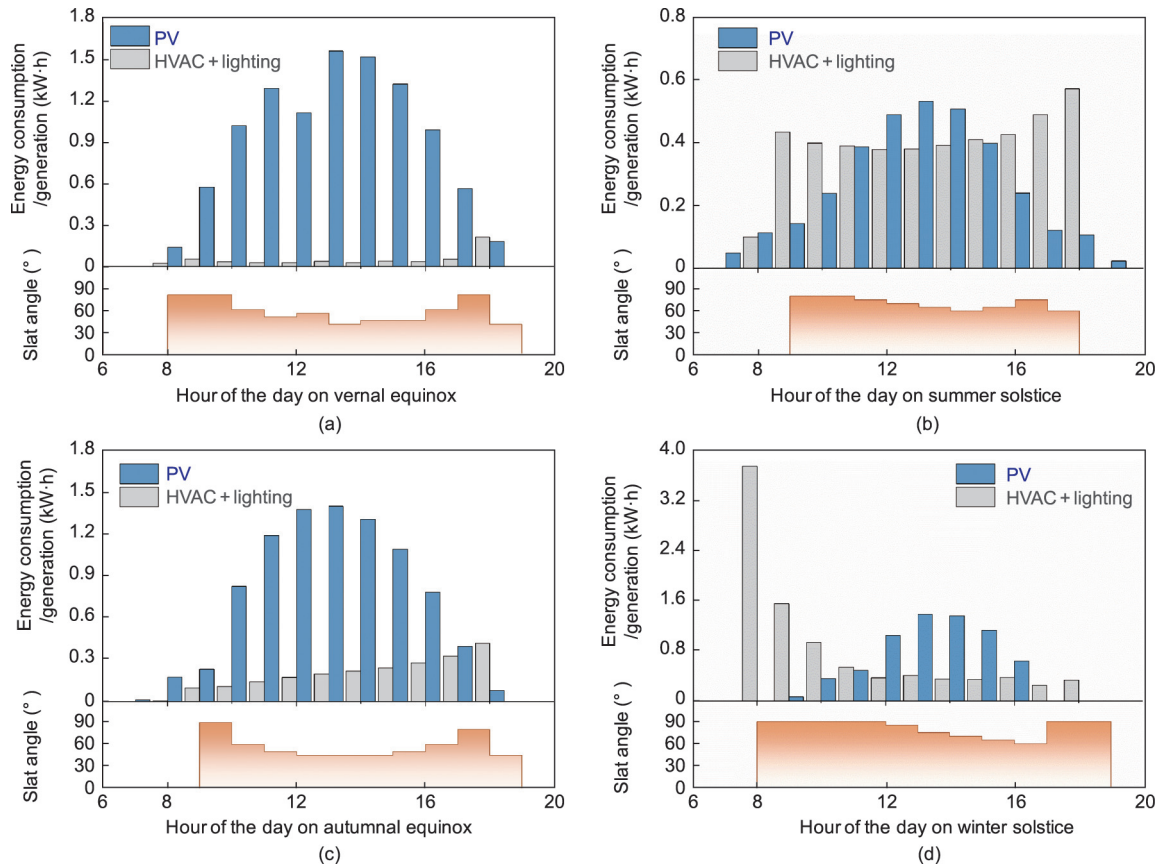 1.8
1.5
1.2
0.9
0.6
0.3
0
Energy consumption
/generation (kW·h)
PV
HVAC + lighting
90
60
30
0
Slat angle (°)
6 8 12 16 20
Hour of the day on vernal equinox
(a)
0.8
0.6
0.4
0.2
0
Energy consumption
/generation (kW·h)
PV
HVAC + lighting
90
60
30
0
Slat angle (°)
6 8 12 16 20
Hour of the day on summer solstice
(b)
1.8
1.5
1.2
0.9
0.6
0.3
0
Energy consumption
/generation (kW·h)
PV
HVAC + lighting
90
60
30
0
Slat angle (°)
6 8 12 16 20
Hour of the day on autumnal equinox
(c)
4.0
3.2
2.4
1.6
0.8
0
Energy consumption
/generation (kW·h)
PV
HVAC + lighting
90
60
30
0
Slat angle (°)
6 8 12 16 20
Hour of the day on winter solstice
(d)